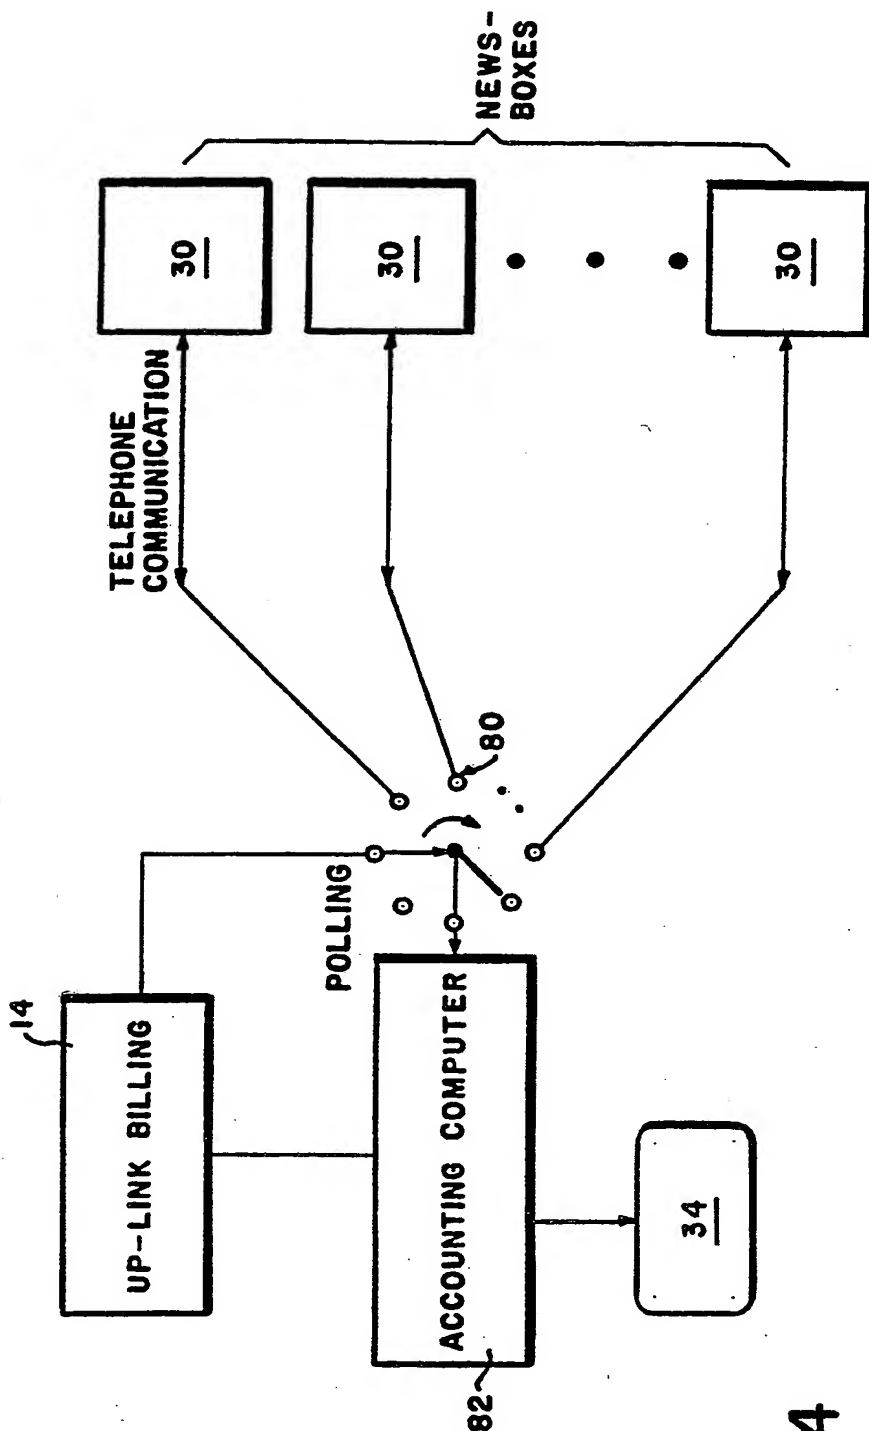 14
UP-LINK BILLING
POLLING
TELEPHONE
COMMUNICATION
80
30
30
30
NEWS-
BOXES
ACCOUNTING COMPUTER
82
34
4